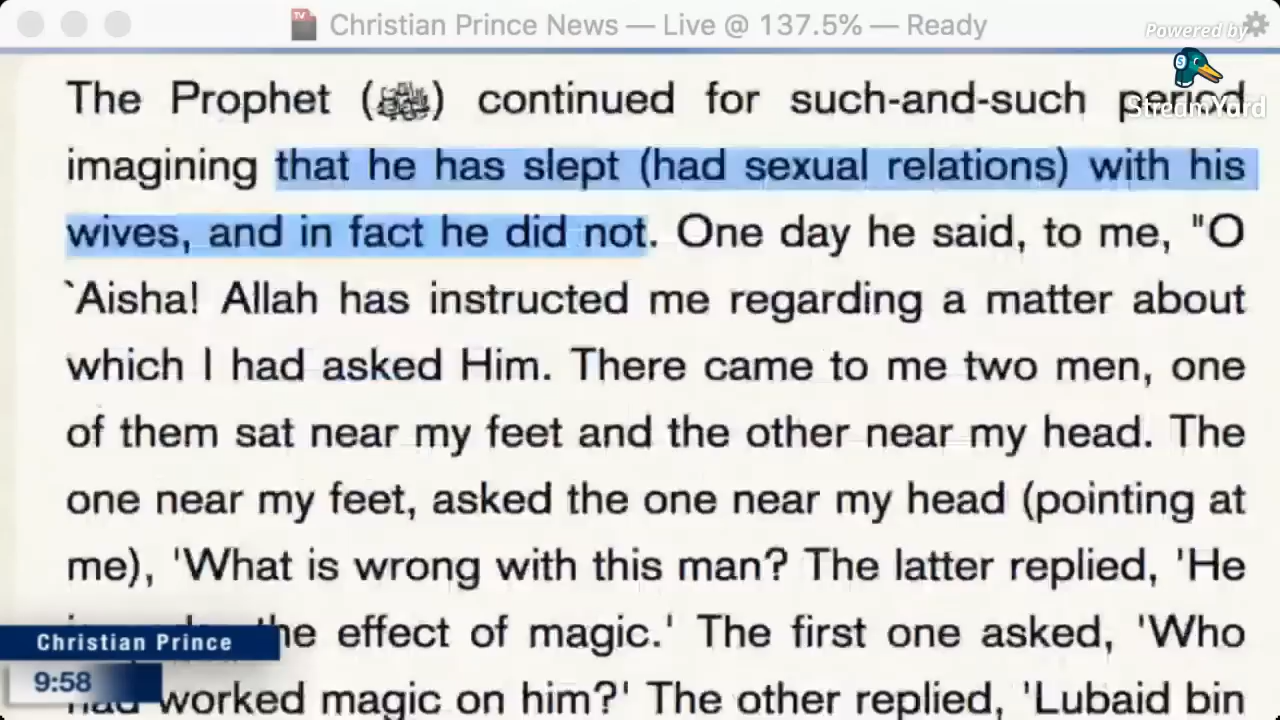 Christian Prince News — Live @ 137.5% — Ready
Powered by
StreamYard
The Prophet (ﷺ) continued for such-and-such period
imagining that he has slept (had sexual relations) with his
wives, and in fact he did not. One day he said, to me, "O
`Aisha! Allah has instructed me regarding a matter about
which I had asked Him. There came to me two men, one
of them sat near my feet and the other near my head. The
one near my feet, asked the one near my head (pointing at
me), 'What is wrong with this man? The latter replied, 'He
the effect of magic.' The first one asked, 'Who
had worked magic on him?' The other replied, 'Lubaid bin
Christian Prince
9:58